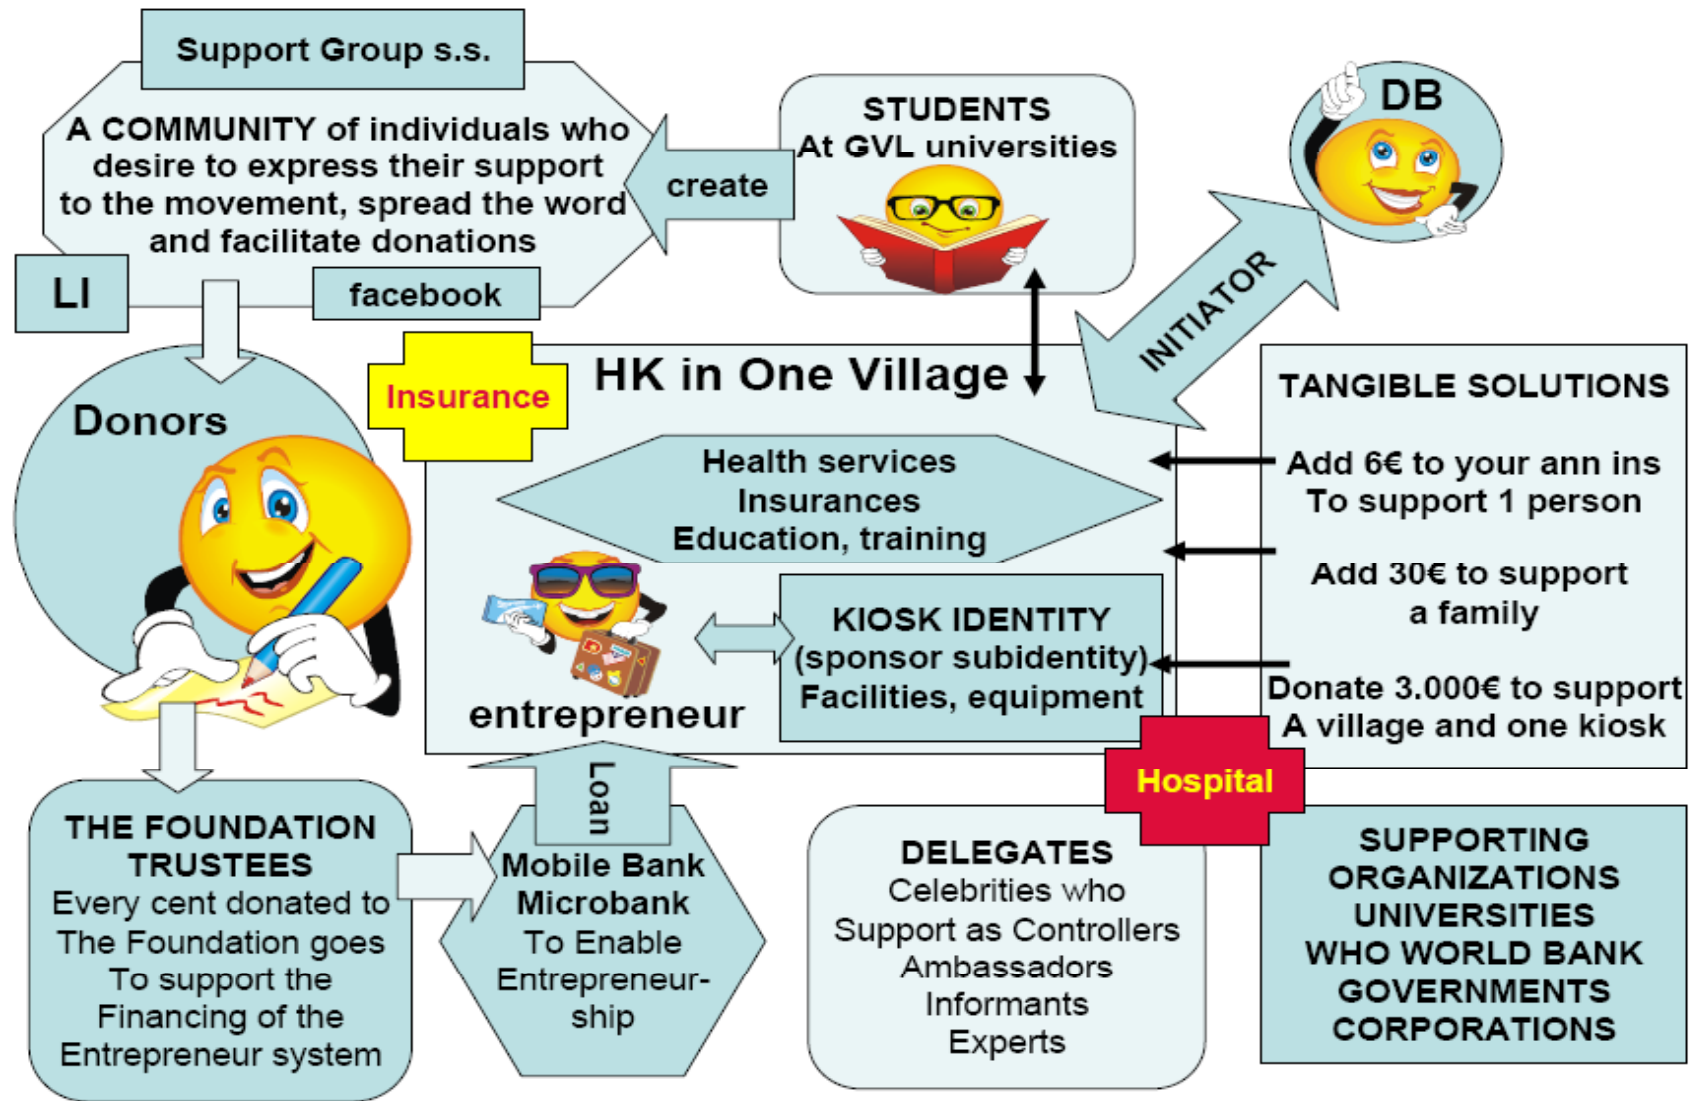 Support Group s.s.
A COMMUNITY of individuals who
desire to express their support
to the movement, spread the word
and facilitate donations
LI
facebook
create
STUDENTS
At GVL universities
DB
INITIATOR
Donors
Insurance
HK in One Village
Health services
Insurances
Education, training
entrepreneur
KIOSK IDENTITY
(sponsor subidentity)
Facilities, equipment
TANGIBLE SOLUTIONS
Add 6€ to your ann ins
To support 1 person
Add 30€ to support
a family
Donate 3.000€ to support
A village and one kiosk
Hospital
THE FOUNDATION
TRUSTEES
Every cent donated to
The Foundation goes
To support the
Financing of the
Entrepreneur system
Loan
Mobile Bank
Microbank
To Enable
Entrepreneur-
ship
DELEGATES
Celebrities who
Support as Controllers
Ambassadors
Informants
Experts
SUPPORTING
ORGANIZATIONS
UNIVERSITIES
WHO WORLD BANK
GOVERNMENTS
CORPORATIONS